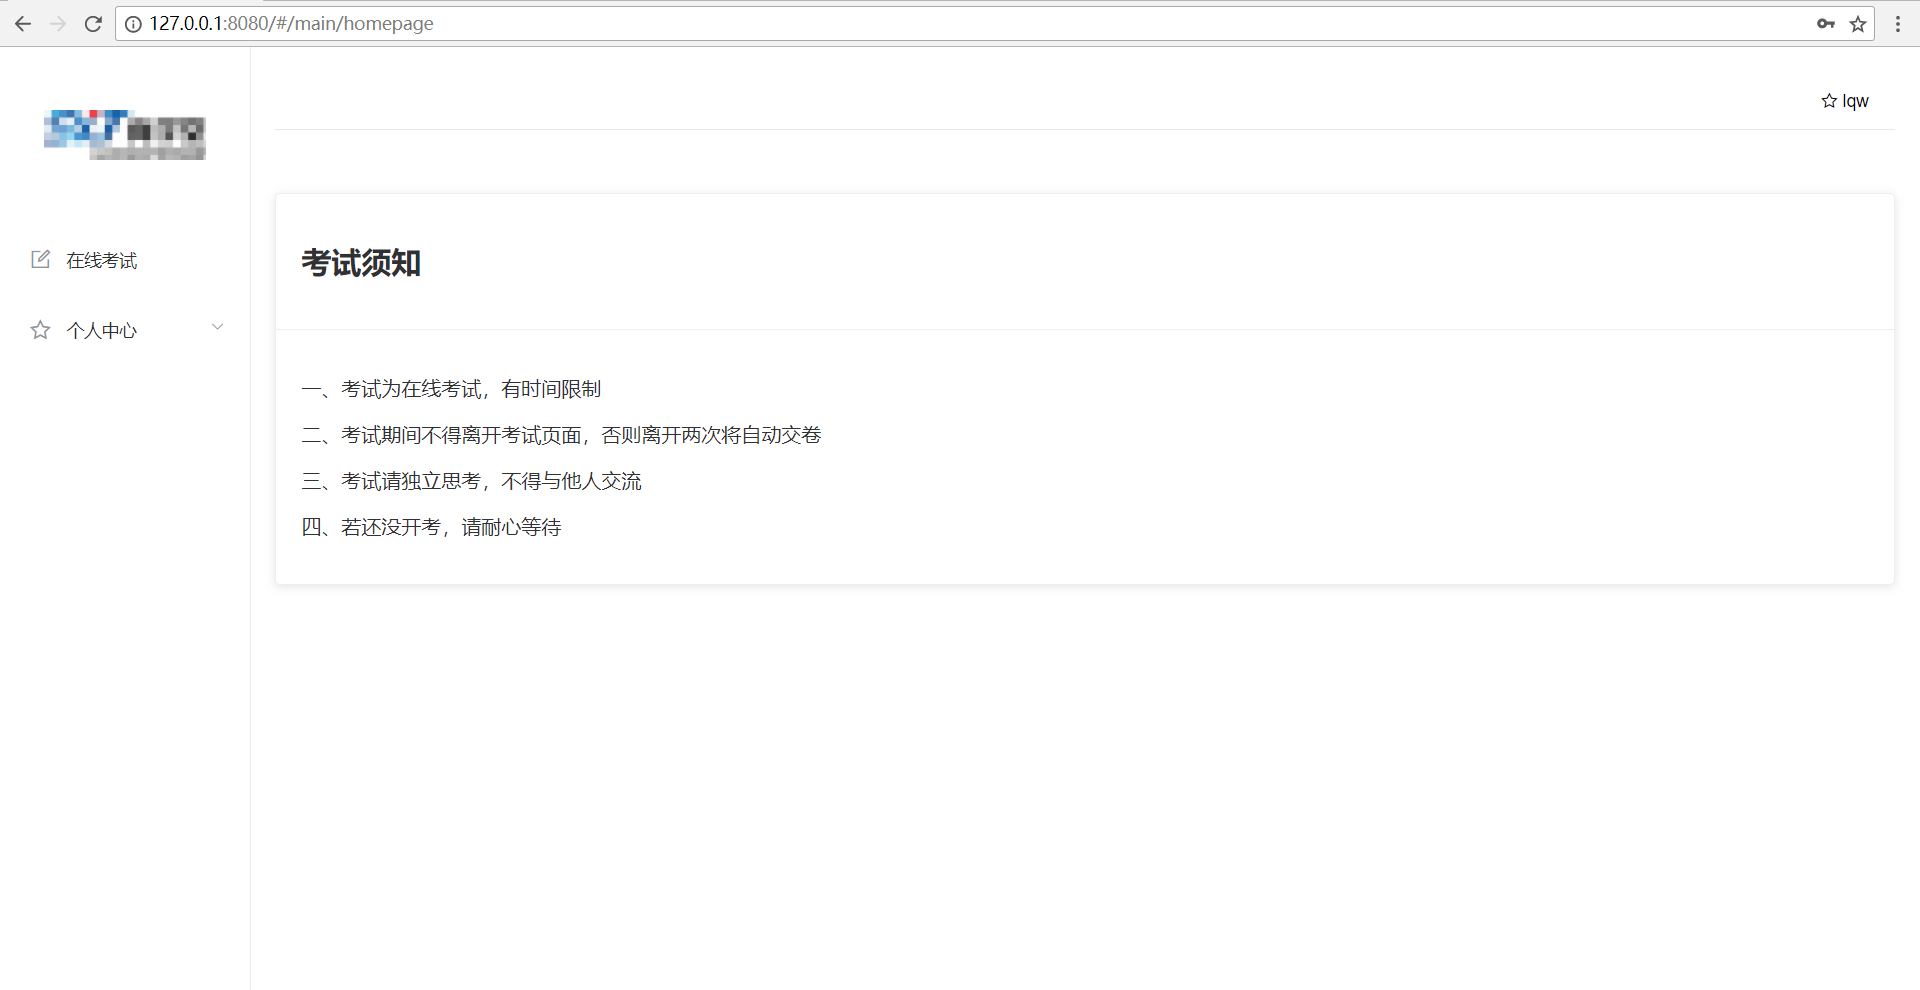 127.0.0.1:8080/#/main/homepage
lqw
在线考试
个人中心
考试须知
一、考试为在线考试，有时间限制
二、考试期间不得离开考试页面，否则离开两次将自动交卷
三、考试请独立思考，不得与他人交流
四、若还没开考，请耐心等待